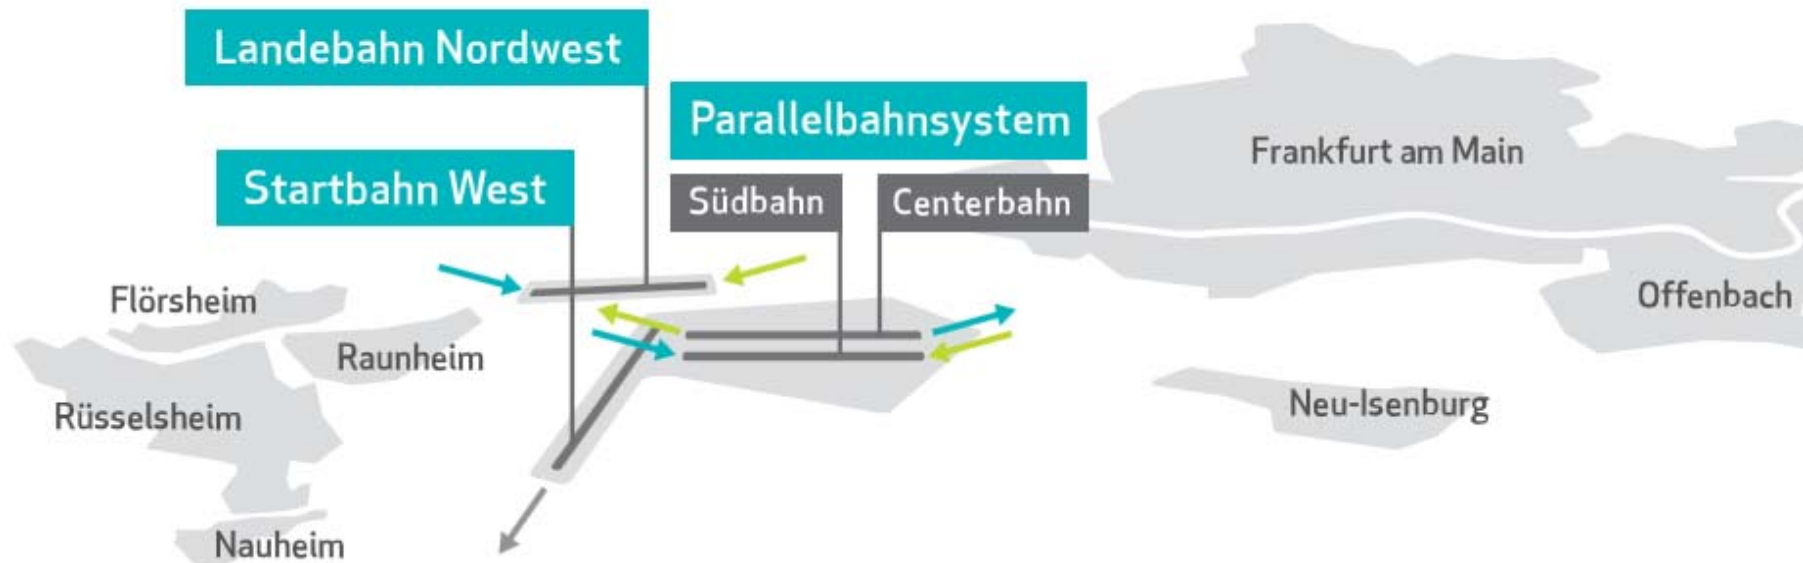 Landebahn Nordwest
Parallelbahnsystem
Frankfurt am Main
Startbahn West
Südbahn
Centerbahn
Flörsheim
Offenbach
Raunheim
Rüsselsheim
Neu-Isenburg
Nauheim